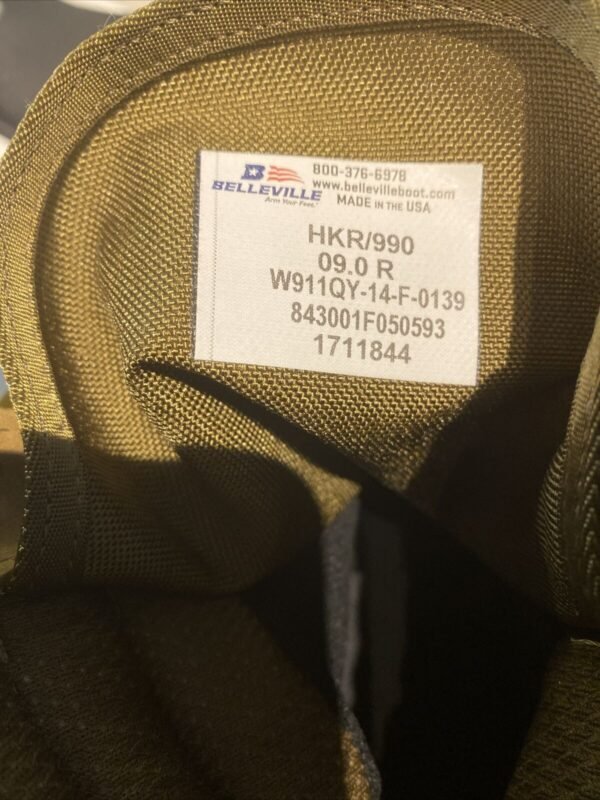 800-376-6978
BELLEVILLE www.bellevilleboot.com
Arm Your Feet. MADE IN THE USA
HKR/990
09.0 R
W911QY-14-F-0139
843001F050593
1711844